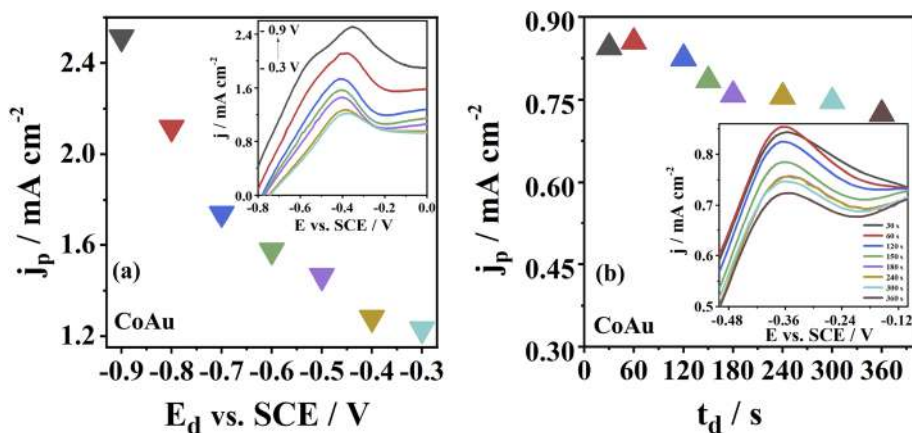 (a)
CoAu
j_p / mA cm⁻²
2.4
2.0
1.6
1.2
-0.9 -0.8 -0.7 -0.6 -0.5 -0.4 -0.3
E_d vs. SCE / V
- 0.9 V
- 0.3 V
j / mA cm⁻²
2.4
1.8
1.2
0.6
0.0
-0.8 -0.6 -0.4 -0.2 0.0
E vs. SCE / V
(b)
CoAu
j_p / mA cm⁻²
0.90
0.75
0.60
0.45
0.30
0 60 120 180 240 300 360
t_d / s
j / mA cm⁻²
0.8
0.7
0.6
0.5
-0.48 -0.36 -0.24 -0.12
E vs. SCE / V
30 s
60 s
120 s
150 s
180 s
240 s
300 s
360 s